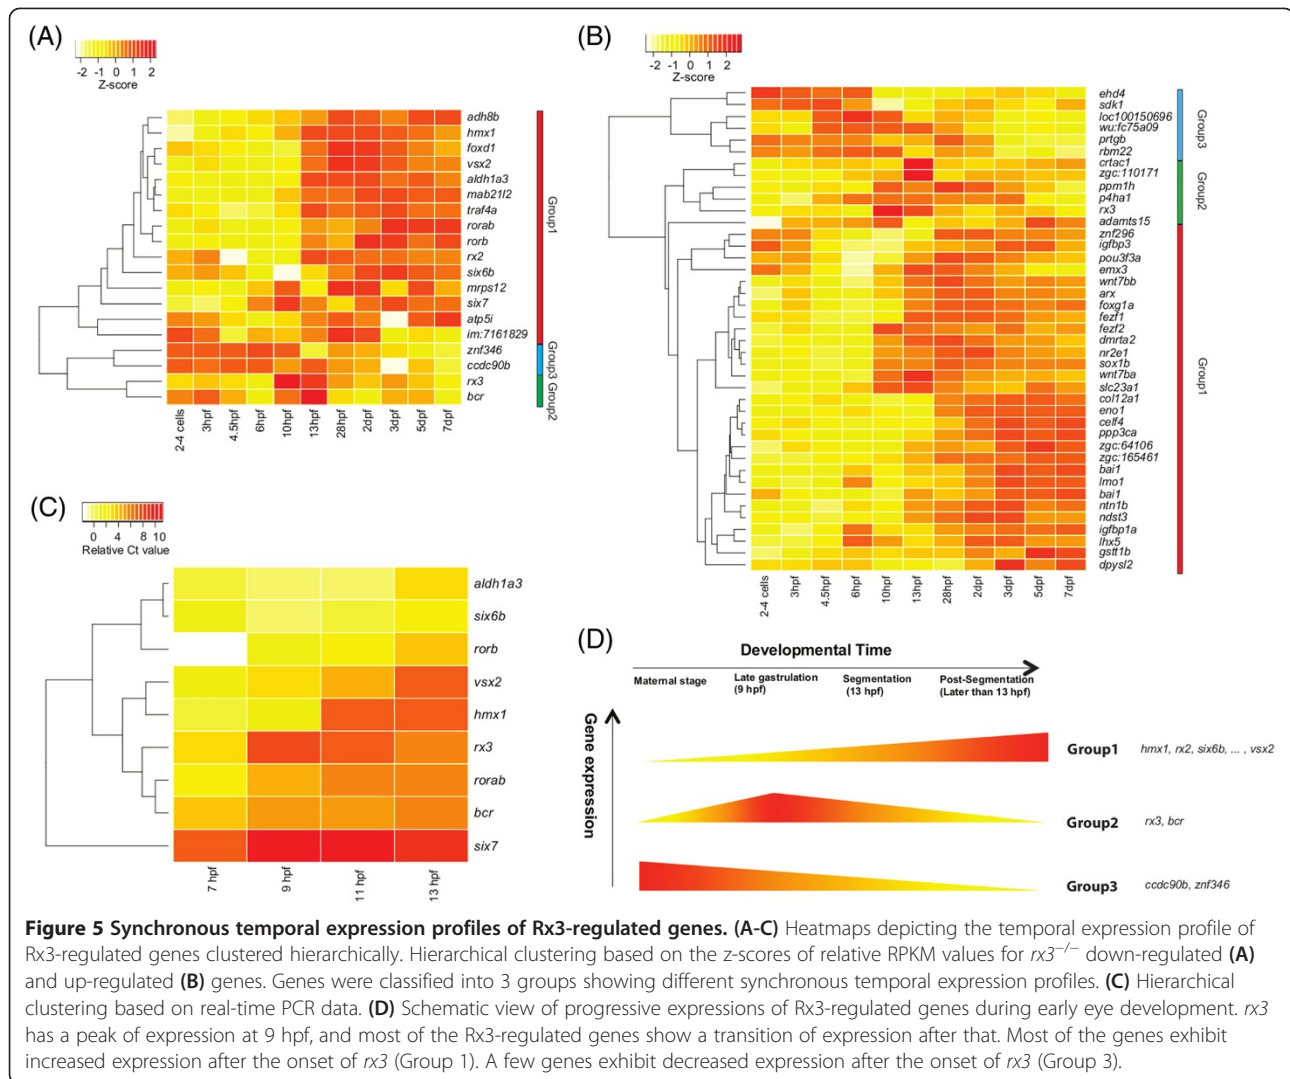 (A)
-2 -1 0 1 2
Z-score
adh8b
hmx1
foxd1
vsx2
aldh1a3
mab21l2
traf4a
rorab
rorb
rx2
six6b
mrps12
six7
atp5i
im:7161829
znf346
ccdc90b
rx3
bcr
Group1
Group3
Group2
2-4 cells
3hpf
4.5hpf
6hpf
10hpf
13hpf
28hpf
2dpf
3dpf
5dpf
7dpf
(B)
-2 -1 0 1 2
Z-score
ehd4
sdk1
loc100150696
wu:fc75a09
prtgb
rbm22
crtac1
zgc:110171
ppm1h
p4ha1
rx3
adamts15
znf296
igfbp3
pou3f3a
emx3
wnt7bb
arx
foxg1a
fezf1
fezf2
dmrta2
nr2e1
sox1b
wnt7ba
slc23a1
col12a1
eno1
celf4
ppp3ca
zgc:64106
zgc:165461
bai1
lmo1
bai1
ntn1b
ndst3
igfbp1a
lhx5
gstt1b
dpysl2
Group3
Group2
Group1
2-4 cells
3hpf
4.5hpf
6hpf
10hpf
13hpf
28hpf
2dpf
3dpf
5dpf
7dpf
(C)
0 4 6 8 10
Relative Ct value
aldh1a3
six6b
rorb
vsx2
hmx1
rx3
rorab
bcr
six7
7 hpf
9 hpf
11 hpf
13 hpf
(D)
Developmental Time
Maternal stage
Late gastrulation
(9 hpf)
Segmentation
(13 hpf)
Post-Segmentation
(Later than 13 hpf)
Gene expression
Group1 hmx1, rx2, six6b, ... , vsx2
Group2 rx3, bcr
Group3 ccdc90b, znf346
Figure 5 Synchronous temporal expression profiles of Rx3-regulated genes. (A-C) Heatmaps depicting the temporal expression profile of
Rx3-regulated genes clustered hierarchically. Hierarchical clustering based on the z-scores of relative RPKM values for rx3−/− down-regulated (A)
and up-regulated (B) genes. Genes were classified into 3 groups showing different synchronous temporal expression profiles. (C) Hierarchical
clustering based on real-time PCR data. (D) Schematic view of progressive expressions of Rx3-regulated genes during early eye development. rx3
has a peak of expression at 9 hpf, and most of the Rx3-regulated genes show a transition of expression after that. Most of the genes exhibit
increased expression after the onset of rx3 (Group 1). A few genes exhibit decreased expression after the onset of rx3 (Group 3).